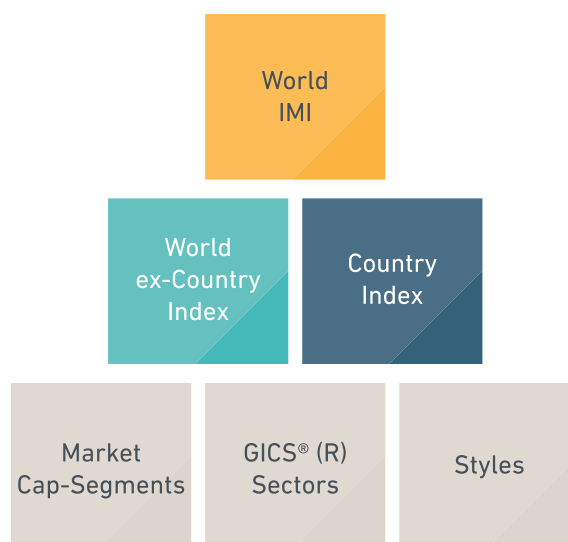 World
IMI
World
ex-Country
Index
Country
Index
Market
Cap-Segments
GICS® (R)
Sectors
Styles